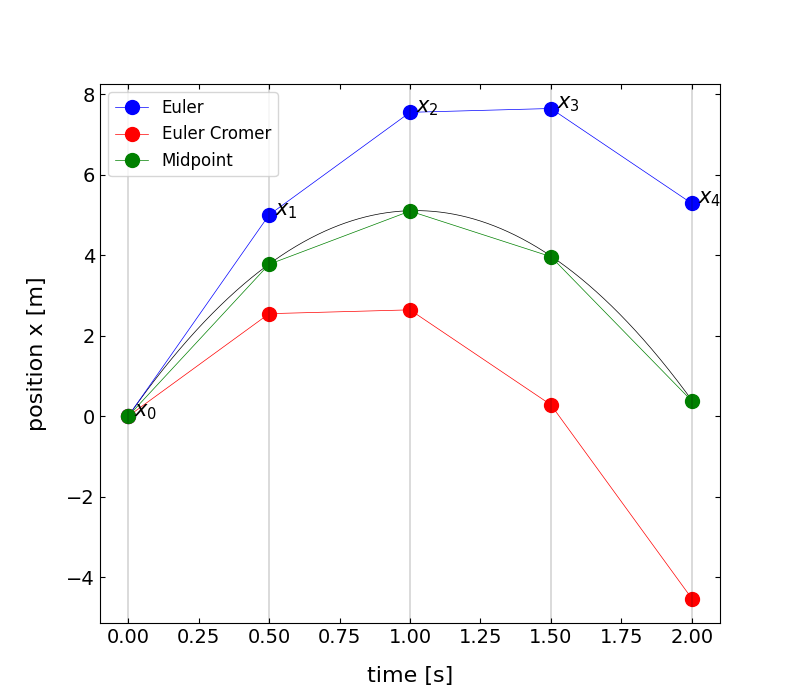 8
6
4
2
0
−2
−4
position x [m]
Euler
Euler Cromer
Midpoint
x₀
x₁
x₂
x₃
x₄
0.00 0.25 0.50 0.75 1.00 1.25 1.50 1.75 2.00
time [s]